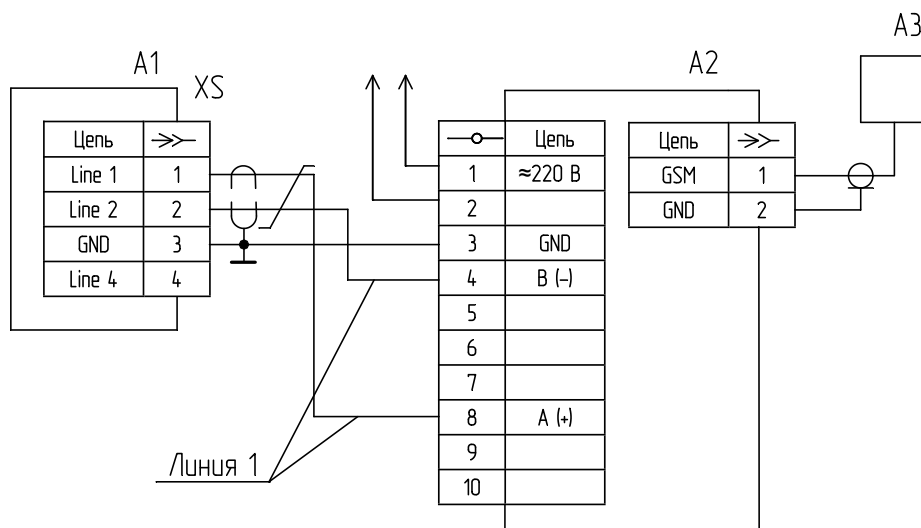 A1
XS
Цепь
Line 1 1
Line 2 2
GND 3
Line 4 4
Линия 1
A2
Цепь
1 ≈220 В
2
3 GND
4 B (–)
5
6
7
8 A (+)
9
10
Цепь
GSM 1
GND 2
A3